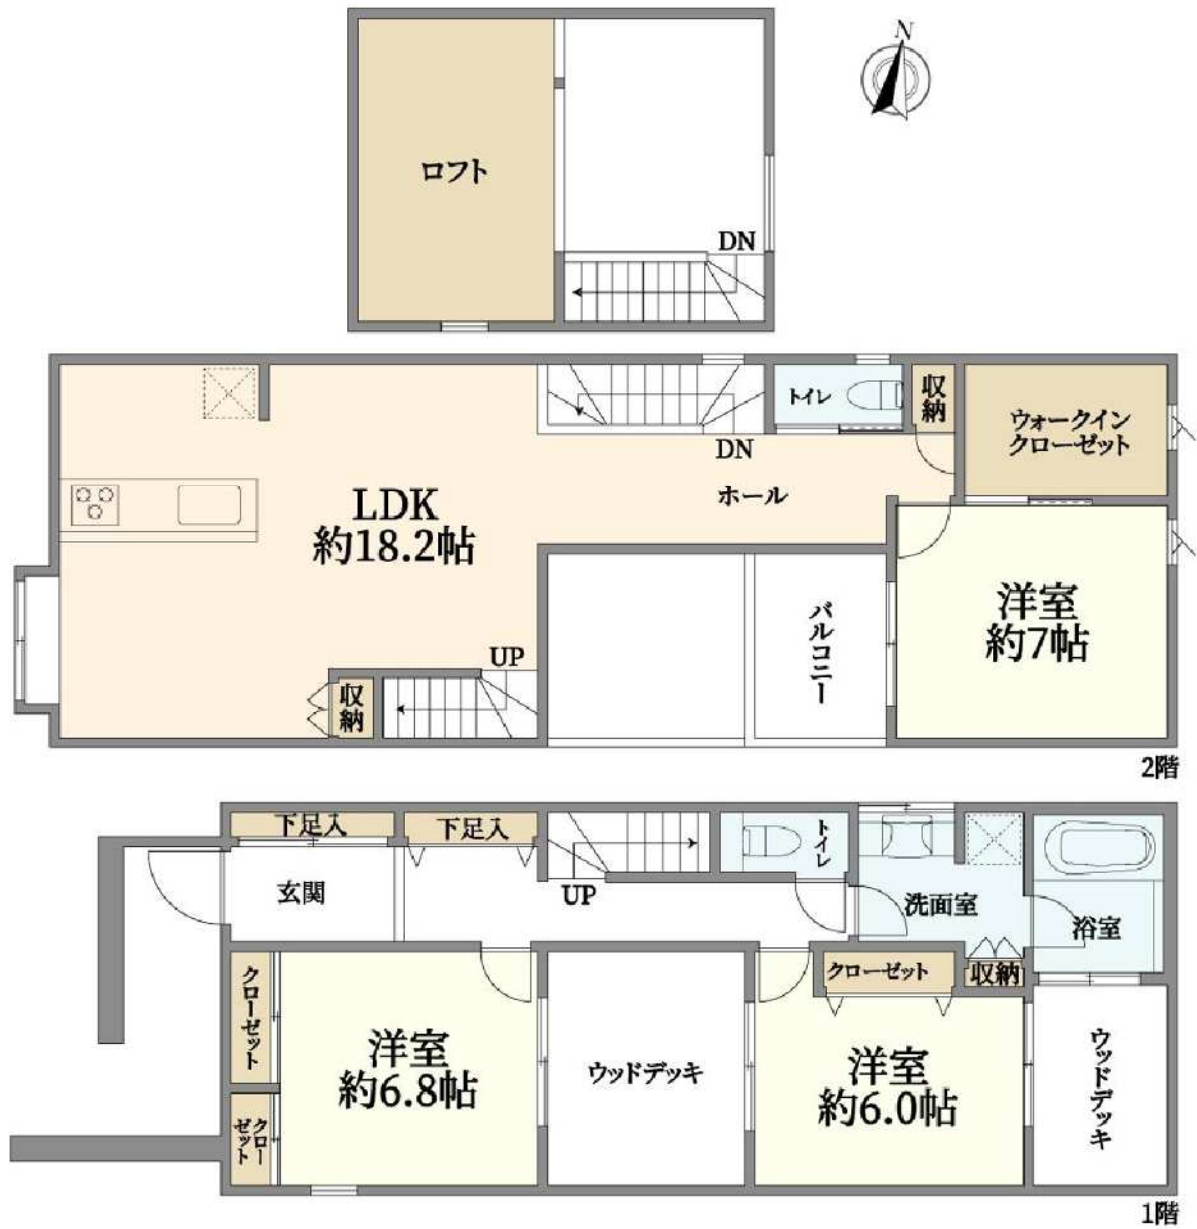 N
ロフト
DN
トイレ
収納
ウォークイン
クローゼット
DN
ホール
LDK
約18.2帖
洋室
約7帖
バルコニー
UP
収納
2階
下足入
下足入
トイレ
玄関
UP
洗面室
浴室
クローゼット
クローゼット
収納
洋室
約6.8帖
ウッドデッキ
洋室
約6.0帖
ウッドデッキ
クロー
ゼット
1階